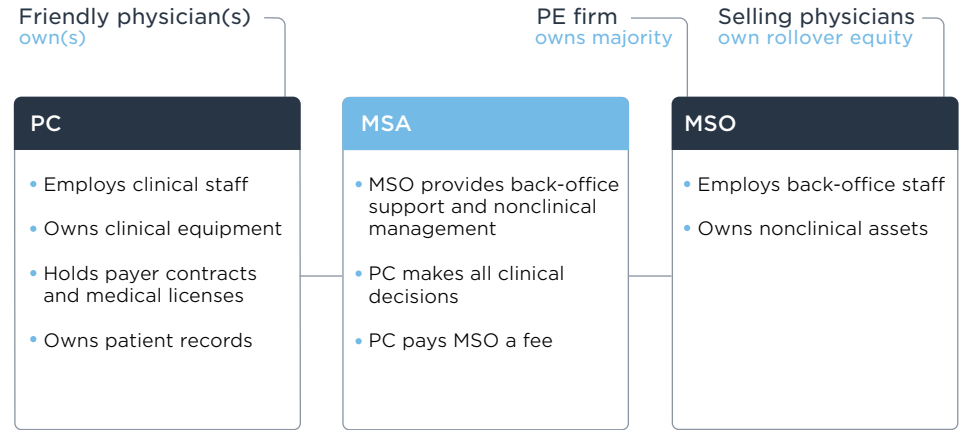 Friendly physician(s)
own(s)
PE firm
owns majority
Selling physicians
own rollover equity
PC
• Employs clinical staff
• Owns clinical equipment
• Holds payer contracts
and medical licenses
• Owns patient records
MSA
• MSO provides back-office
support and nonclinical
management
• PC makes all clinical
decisions
• PC pays MSO a fee
MSO
• Employs back-office staff
• Owns nonclinical assets